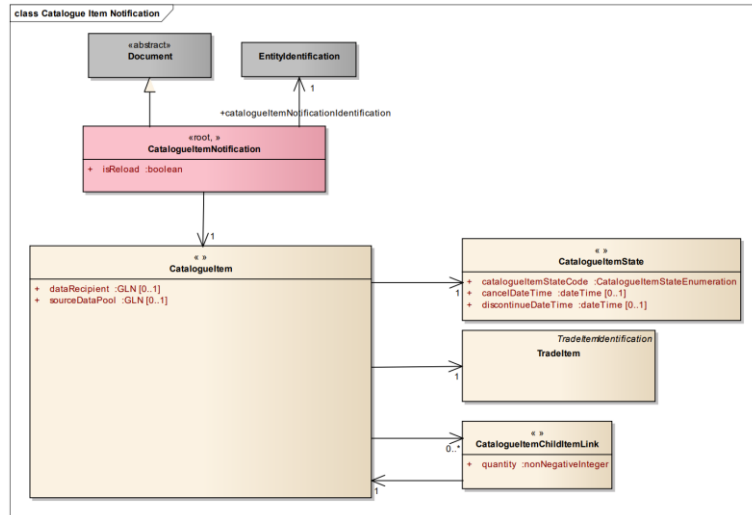 class Catalogue Item Notification
«abstract»
Document
EntityIdentification
1
+catalogueItemNotificationIdentification
«root, »
CatalogueItemNotification
+ isReload :boolean
1
« »
CatalogueItem
+ dataRecipient :GLN [0..1]
+ sourceDataPool :GLN [0..1]
« »
CatalogueItemState
+ catalogueItemStateCode :CatalogueItemStateEnumeration
+ cancelDateTime :dateTime [0..1]
+ discontinueDateTime :dateTime [0..1]
1
TradeItemIdentification
TradeItem
1
« »
CatalogueItemChildItemLink
+ quantity :nonNegativeInteger
0..*
1